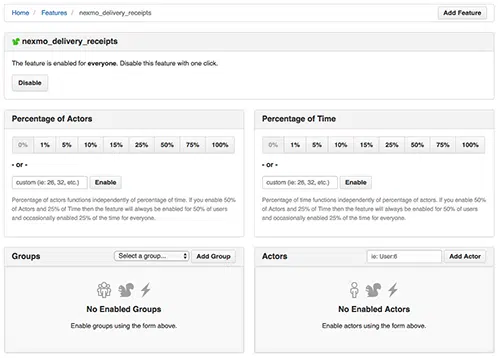 Home / Features / nexmo_delivery_receipts
Add Feature
nexmo_delivery_receipts
The feature is enabled for everyone. Disable this feature with one click.
Disable
Percentage of Actors
0% 1% 5% 10% 15% 25% 50% 75% 100%
- or -
custom (ie: 26, 32, etc.) Enable
Percentage of actors functions independently of percentage of time. If you enable 50%
of Actors and 25% of Time then the feature will always be enabled for 50% of users
and occasionally enabled 25% of the time for everyone.
Percentage of Time
0% 1% 5% 10% 15% 25% 50% 75% 100%
- or -
custom (ie: 26, 32, etc.) Enable
Percentage of time functions independently of percentage of actors. If you enable 50%
of Actors and 25% of Time then the feature will always be enabled for 50% of users
and occasionally enabled 25% of the time for everyone.
Groups
Select a group... Add Group
No Enabled Groups
Enable groups using the form above.
Actors
ie: User:6 Add Actor
No Enabled Actors
Enable actors using the form above.